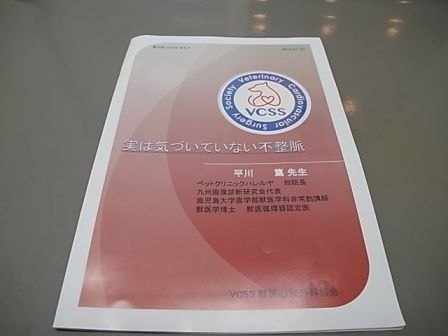 Veterinary Cardiovascular Surgery Society
VCSS
実は気づいていない不整脈
平川 篤 先生
ペットクリニックハレルヤ 総院長
九州画像診断研究会代表
鹿児島大学農学部獣医学科非常勤講師
獣医学博士 獣医循環器認定医
VCSS 獣医心臓外科協会